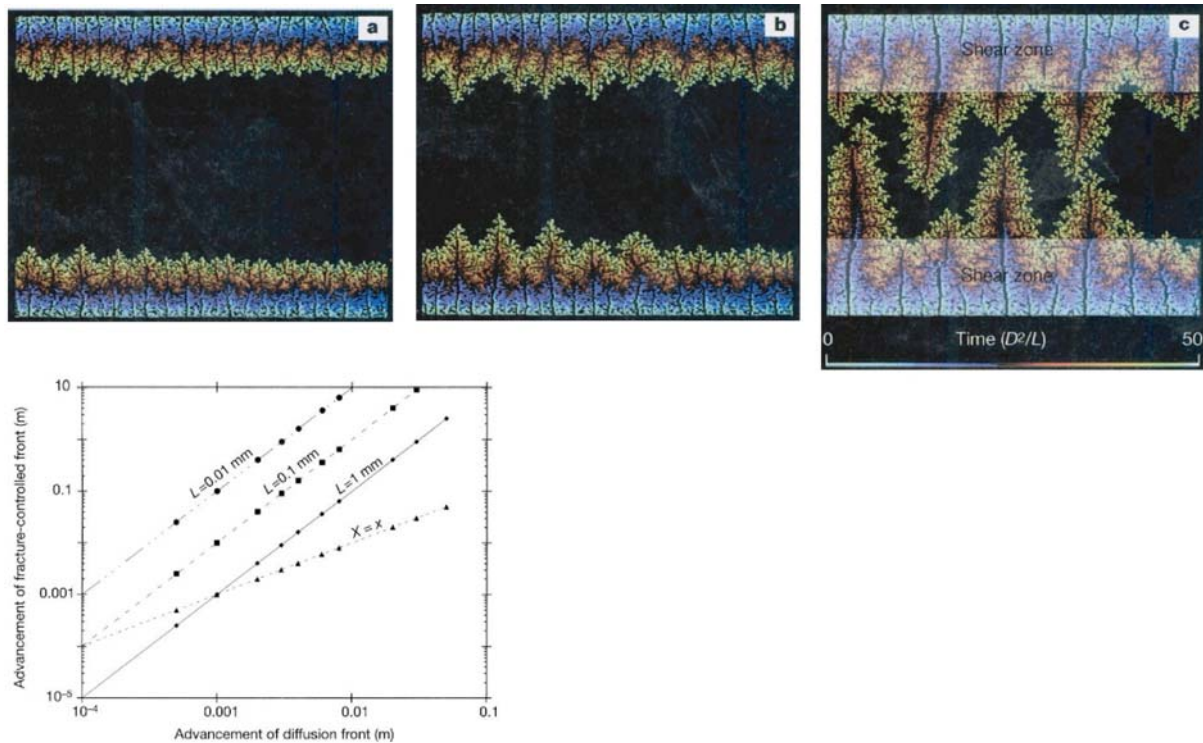 a
b
c
Shear zone
Shear zone
0 Time (D²/L) 50
Advancement of fracture-controlled front (m)
10
0.1
0.001
10⁻⁵
L=0.01 mm
L=0.1 mm
L=1 mm
X = x
10⁻⁴ 0.001 0.01 0.1
Advancement of diffusion front (m)